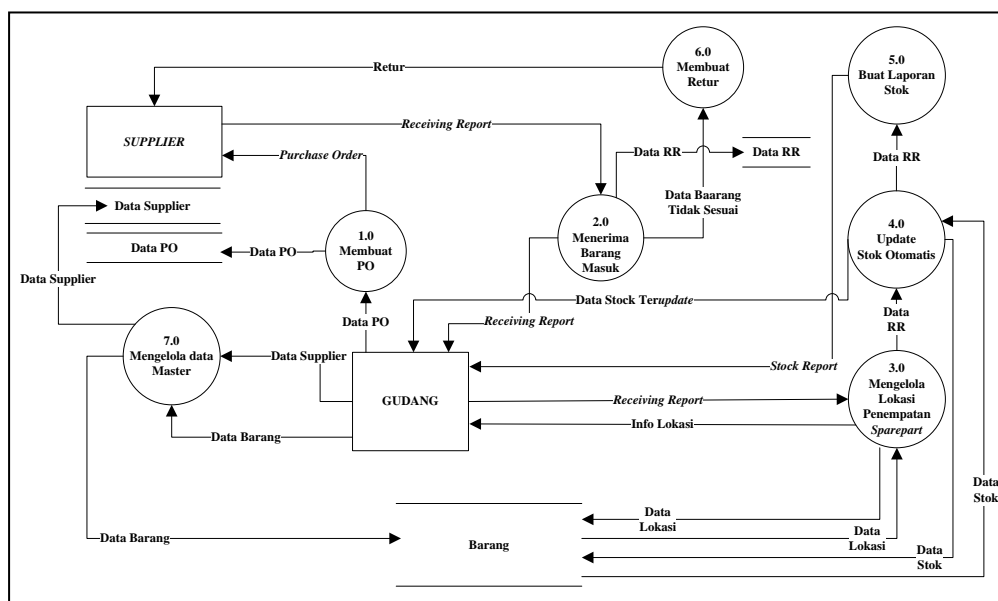 6.0
Membuat
Retur
5.0
Buat Laporan
Stok
Retur
SUPPLIER
Receiving Report
Purchase Order
Data RR
Data RR
Data RR
Data Supplier
Data Baarang
Tidak Sesuai
2.0
Menerima
Barang
Masuk
4.0
Update
Stok Otomatis
1.0
Membuat
PO
Data PO
Data PO
Data Supplier
Data Stock Terupdate
Data PO
Receiving Report
Data
RR
7.0
Mengelola data
Master
Data Supplier
Stock Report
3.0
Mengelola
Lokasi
Penempatan
Sparepart
GUDANG
Receiving Report
Info Lokasi
Data Barang
Data
Stok
Data
Lokasi
Data
Lokasi
Data Barang
Barang
Data
Stok